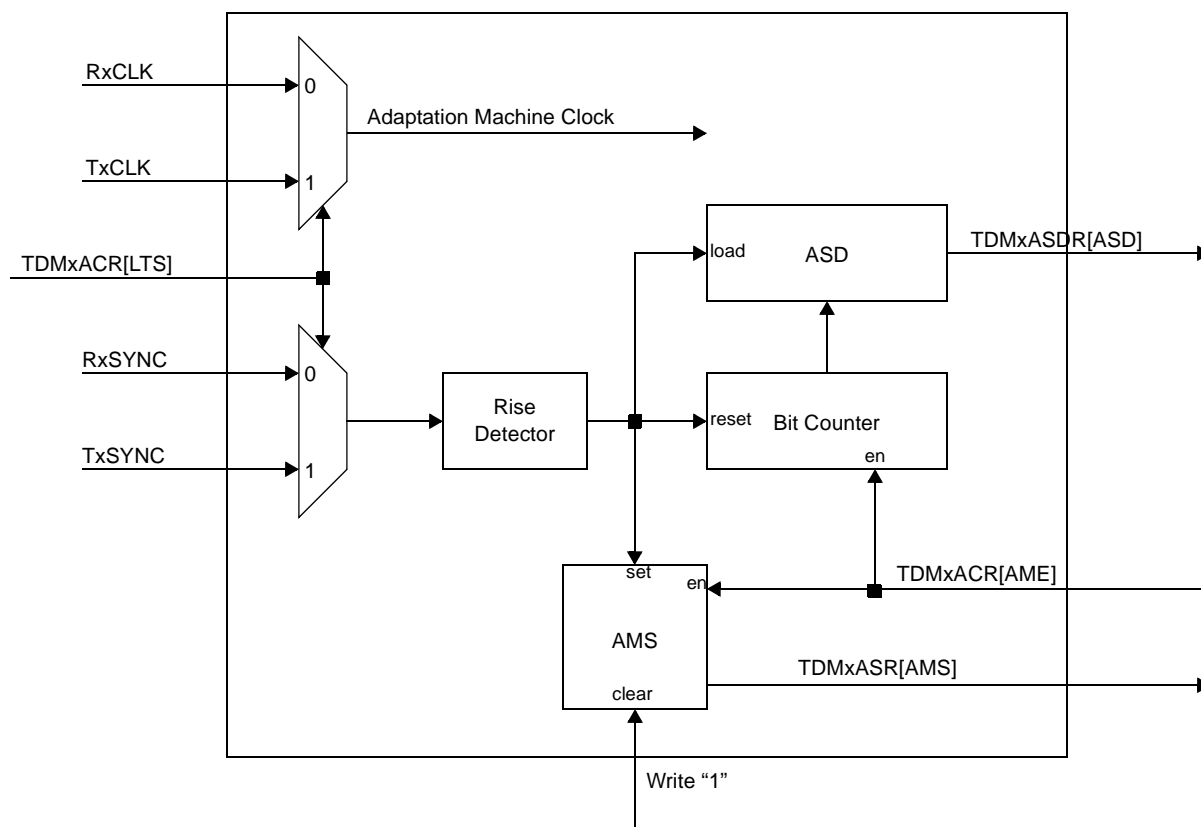 RxCLK
0
Adaptation Machine Clock
TxCLK
1
TDMxACR[LTS]
load
ASD
TDMxASDR[ASD]
RxSYNC
0
Rise
Detector
reset
Bit Counter
en
TxSYNC
1
set
en
TDMxACR[AME]
AMS
TDMxASR[AMS]
clear
Write “1”